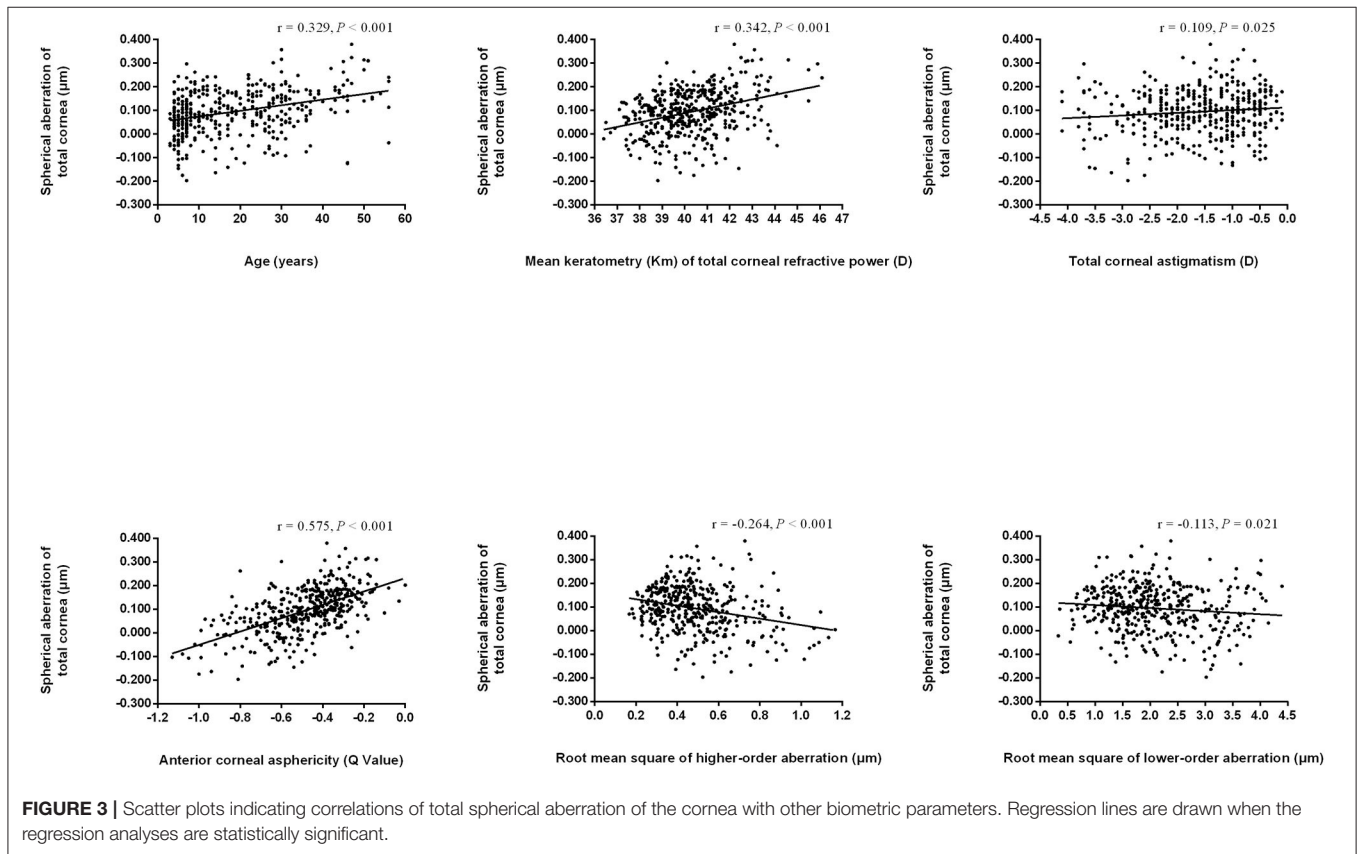 r = 0.329, P < 0.001
Spherical aberration of
total cornea (µm)
0.400
0.300
0.200
0.100
0.000
-0.100
-0.200
-0.300
0 10 20 30 40 50 60
Age (years)
r = 0.342, P < 0.001
Spherical aberration of
total cornea (µm)
0.400
0.300
0.200
0.100
0.000
-0.100
-0.200
-0.300
36 37 38 39 40 41 42 43 44 45 46 47
Mean keratometry (Km) of total corneal refractive power (D)
r = 0.109, P = 0.025
Spherical aberration of
total cornea (µm)
0.400
0.300
0.200
0.100
0.000
-0.100
-0.200
-0.300
-4.5 -4.0 -3.5 -3.0 -2.5 -2.0 -1.5 -1.0 -0.5 0.0
Total corneal astigmatism (D)
r = 0.575, P < 0.001
Spherical aberration of
total cornea (µm)
0.400
0.300
0.200
0.100
0.000
-0.100
-0.200
-0.300
-1.2 -1.0 -0.8 -0.6 -0.4 -0.2 0.0
Anterior corneal asphericity (Q Value)
r = -0.264, P < 0.001
Spherical aberration of
total cornea (µm)
0.400
0.300
0.200
0.100
0.000
-0.100
-0.200
-0.300
0.0 0.2 0.4 0.6 0.8 1.0 1.2
Root mean square of higher-order aberration (µm)
r = -0.113, P = 0.021
Spherical aberration of
total cornea (µm)
0.400
0.300
0.200
0.100
0.000
-0.100
-0.200
-0.300
0.0 0.5 1.0 1.5 2.0 2.5 3.0 3.5 4.0 4.5
Root mean square of lower-order aberration (µm)
FIGURE 3 | Scatter plots indicating correlations of total spherical aberration of the cornea with other biometric parameters. Regression lines are drawn when the
regression analyses are statistically significant.